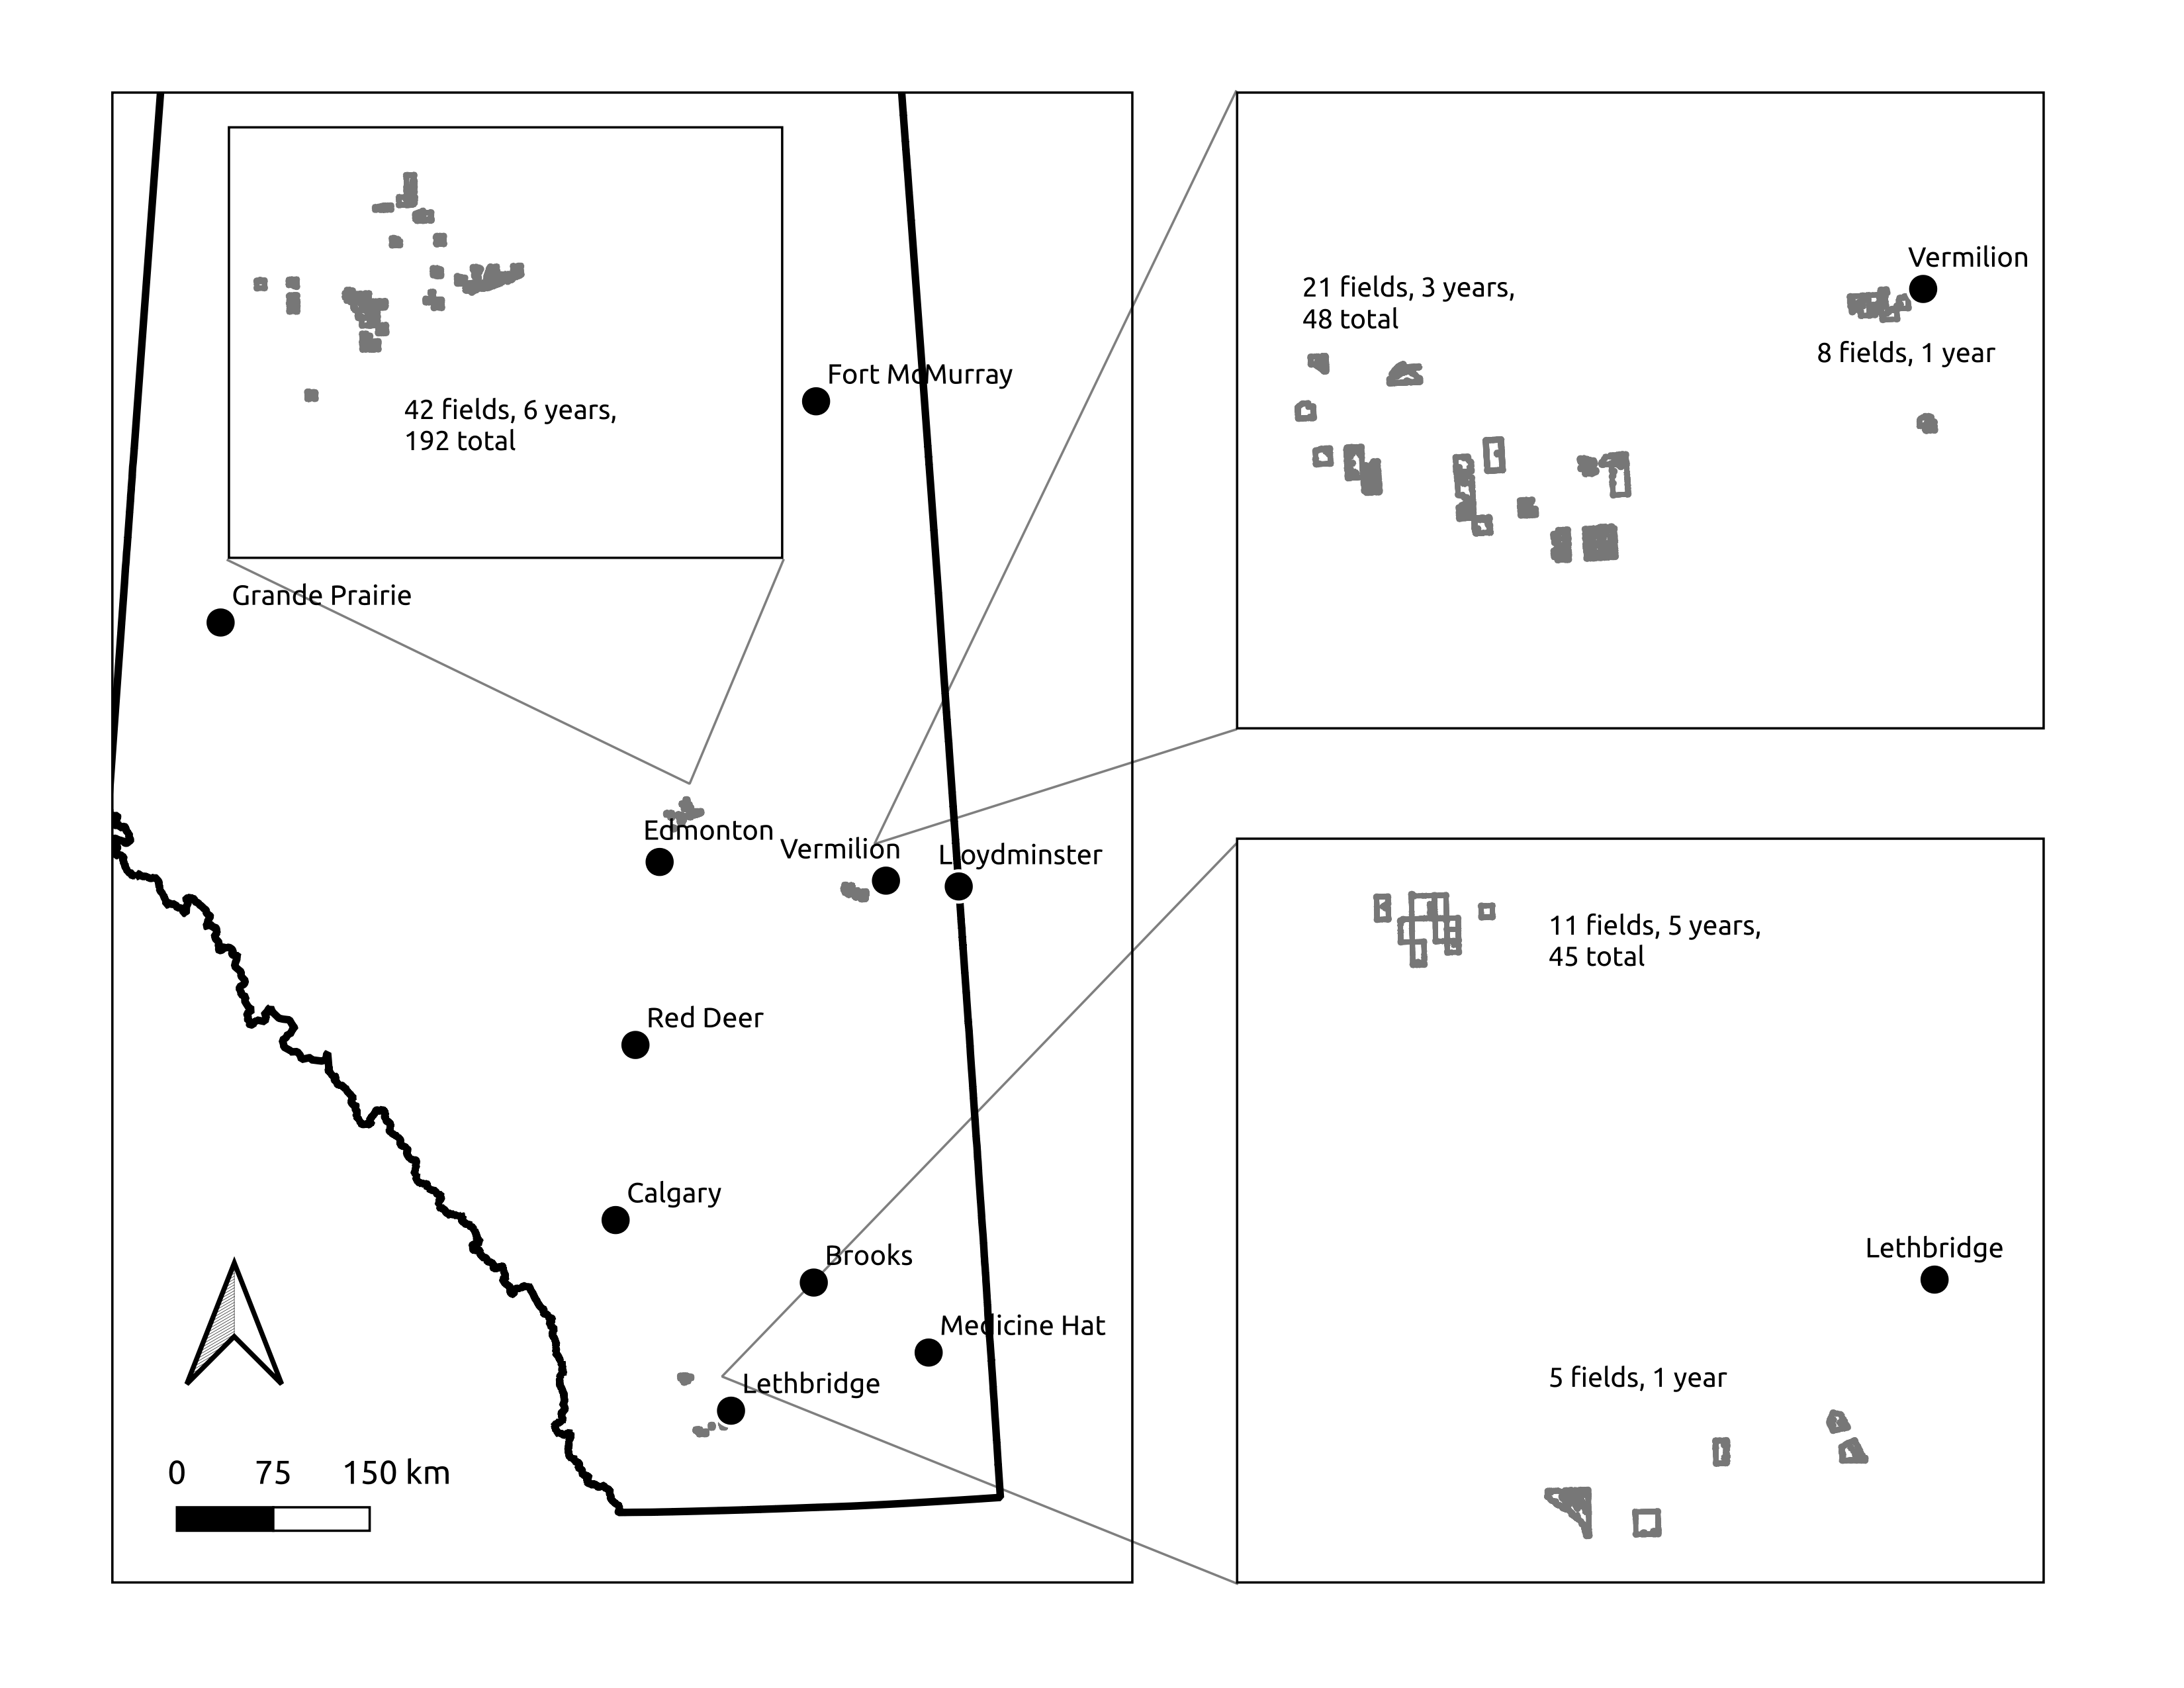 42 fields, 6 years,
192 total
Fort McMurray
Grande Prairie
Edmonton
Vermilion
Lloydminster
Red Deer
Calgary
Brooks
Medicine Hat
Lethbridge
0 75 150 km
Vermilion
21 fields, 3 years,
48 total
8 fields, 1 year
11 fields, 5 years,
45 total
Lethbridge
5 fields, 1 year